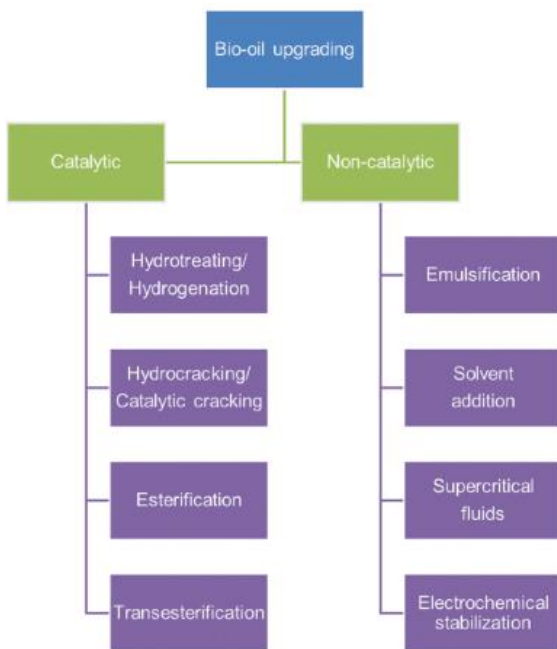 Bio-oil upgrading
Catalytic
Non-catalytic
Hydrotreating/
Hydrogenation
Hydrocracking/
Catalytic cracking
Esterification
Transesterification
Emulsification
Solvent
addition
Supercritical
fluids
Electrochemical
stabilization